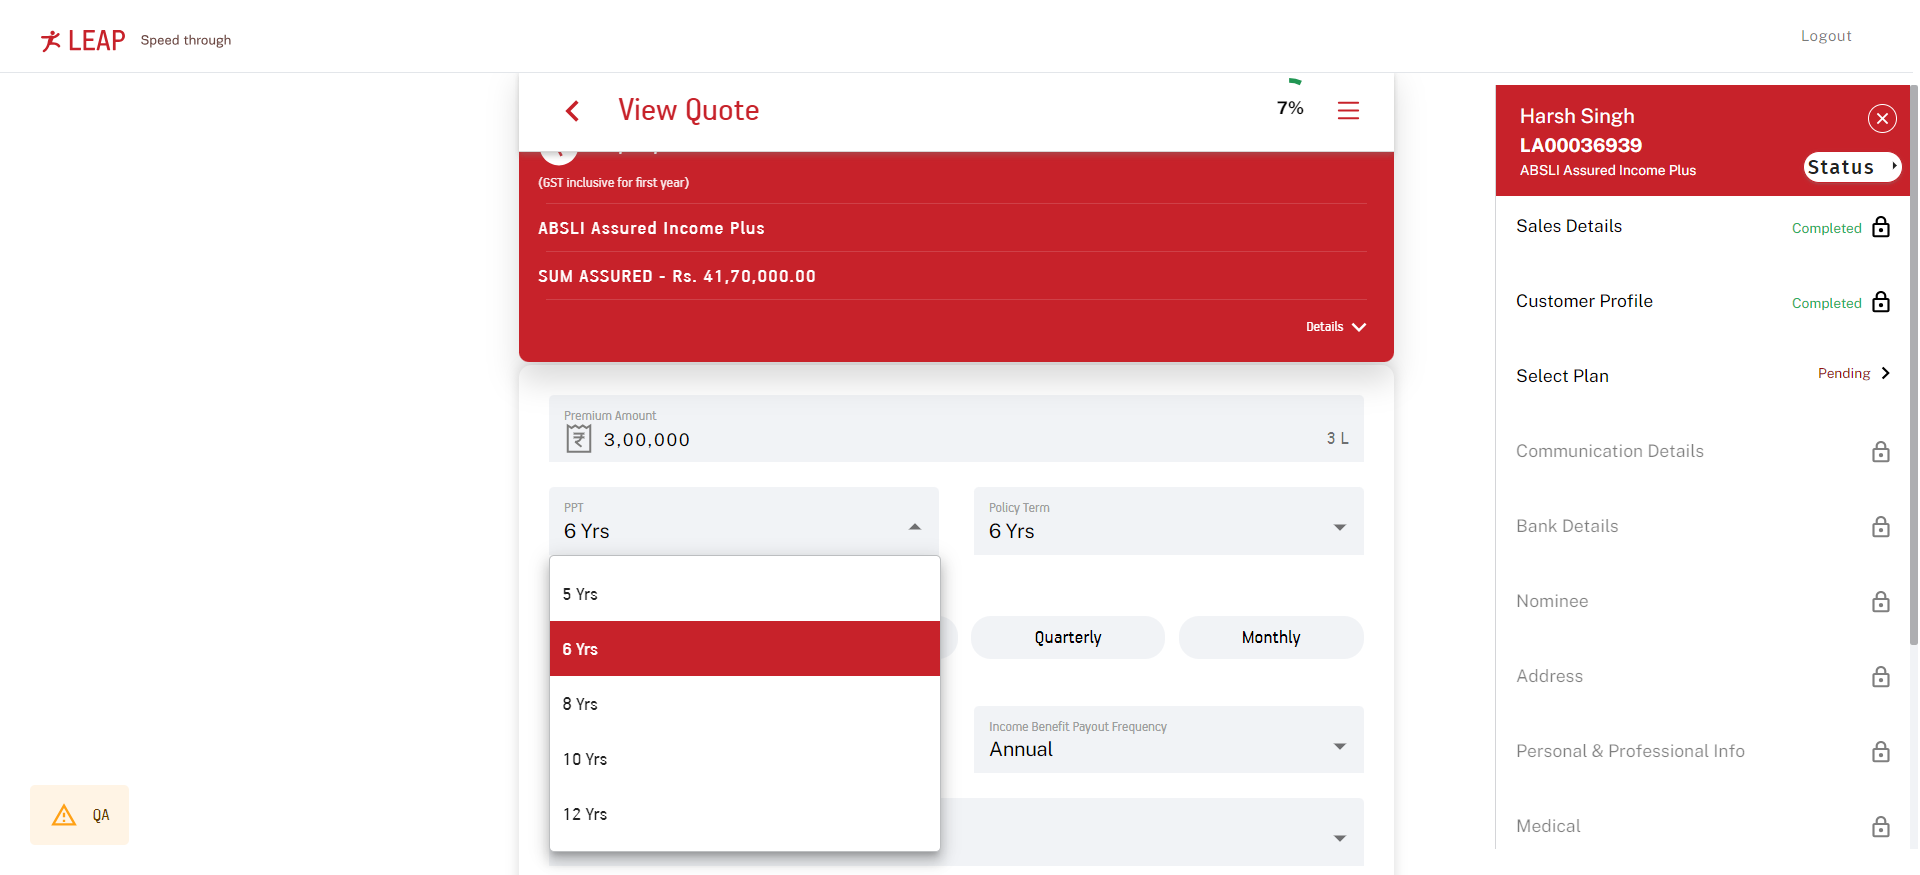 LEAP Speed through
Logout
View Quote
7%
(GST inclusive for first year)
ABSLI Assured Income Plus
SUM ASSURED - Rs. 41,70,000.00
Details
Premium Amount
3,00,000
3 L
PPT
6 Yrs
Policy Term
6 Yrs
5 Yrs
6 Yrs
8 Yrs
10 Yrs
12 Yrs
Quarterly
Monthly
Income Benefit Payout Frequency
Annual
QA
Harsh Singh
LA00036939
ABSLI Assured Income Plus
Status
Sales Details
Completed
Customer Profile
Completed
Select Plan
Pending
Communication Details
Bank Details
Nominee
Address
Personal & Professional Info
Medical